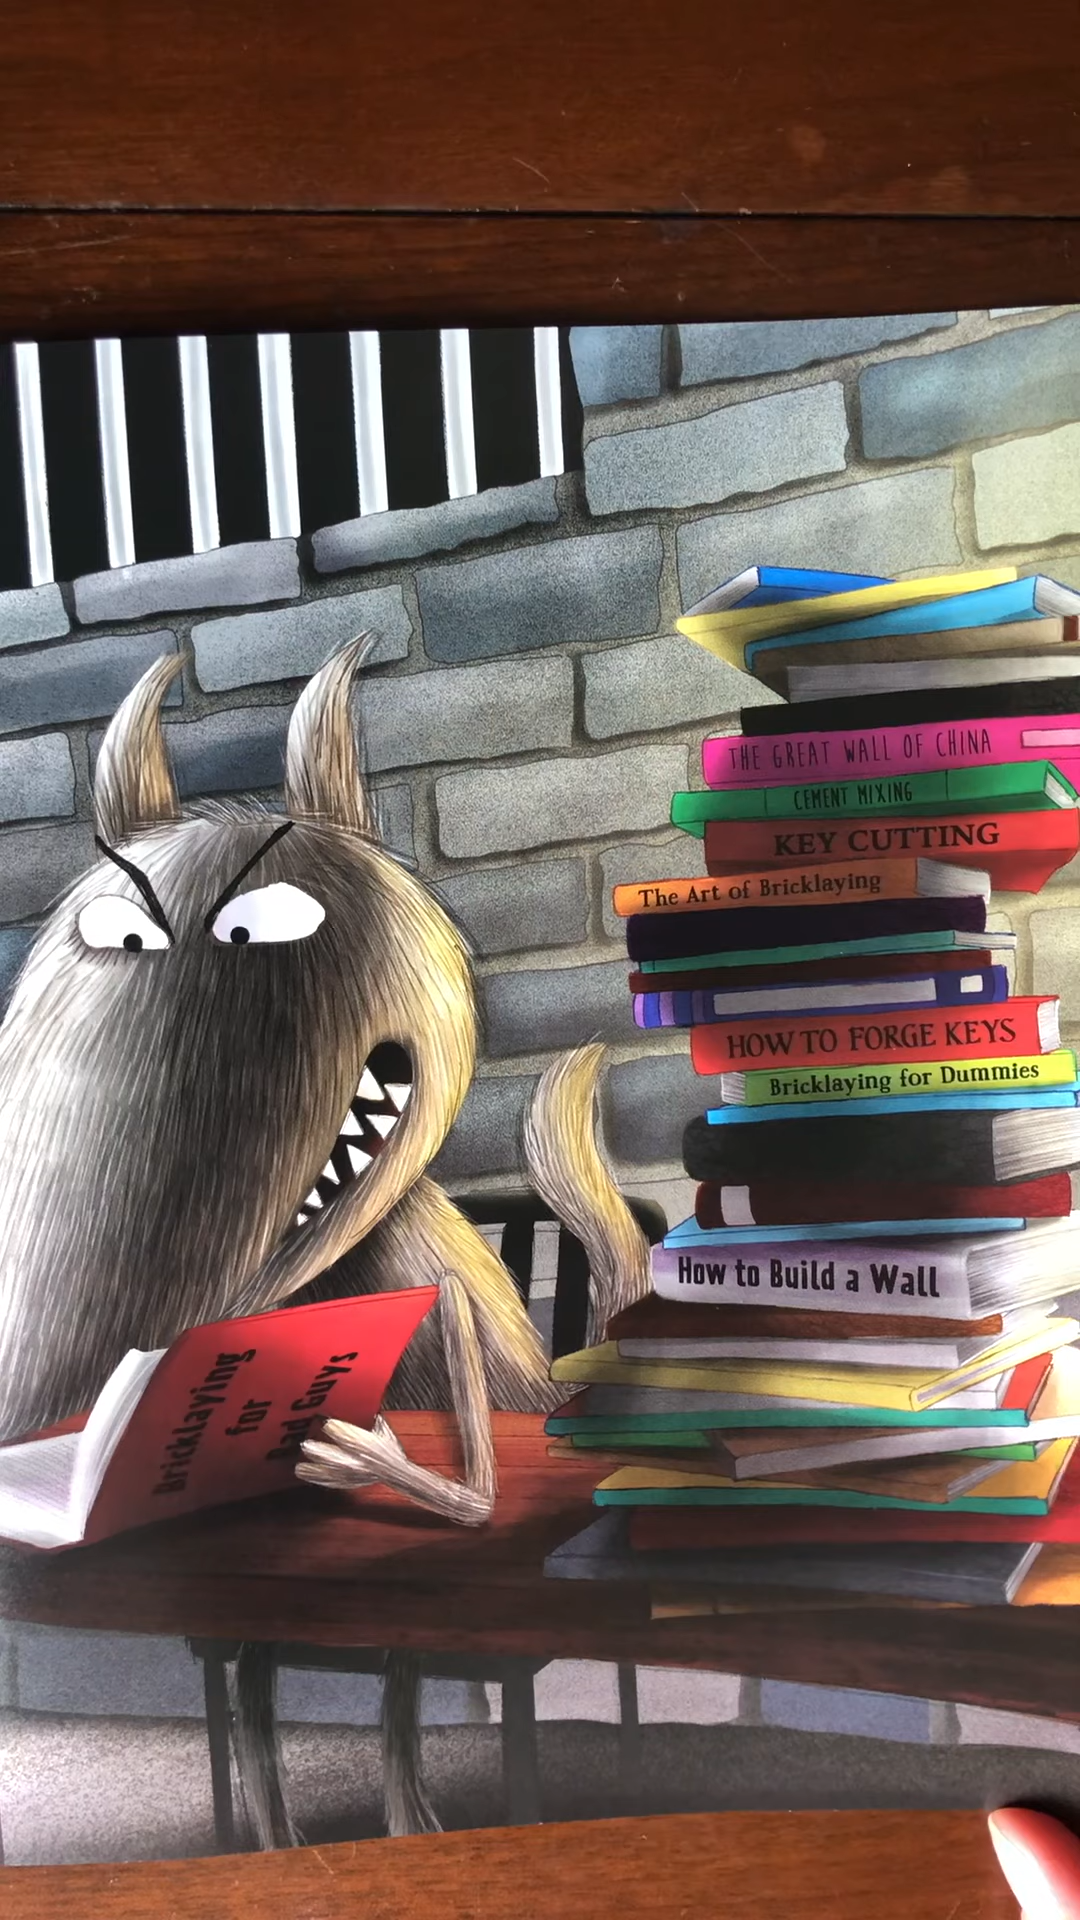 THE GREAT WALL OF CHINA
CEMENT MIXING
KEY CUTTING
The Art of Bricklaying
HOW TO FORGE KEYS
Bricklaying for Dummies
How to Build a Wall
Bricklaying
for
Bad Guys